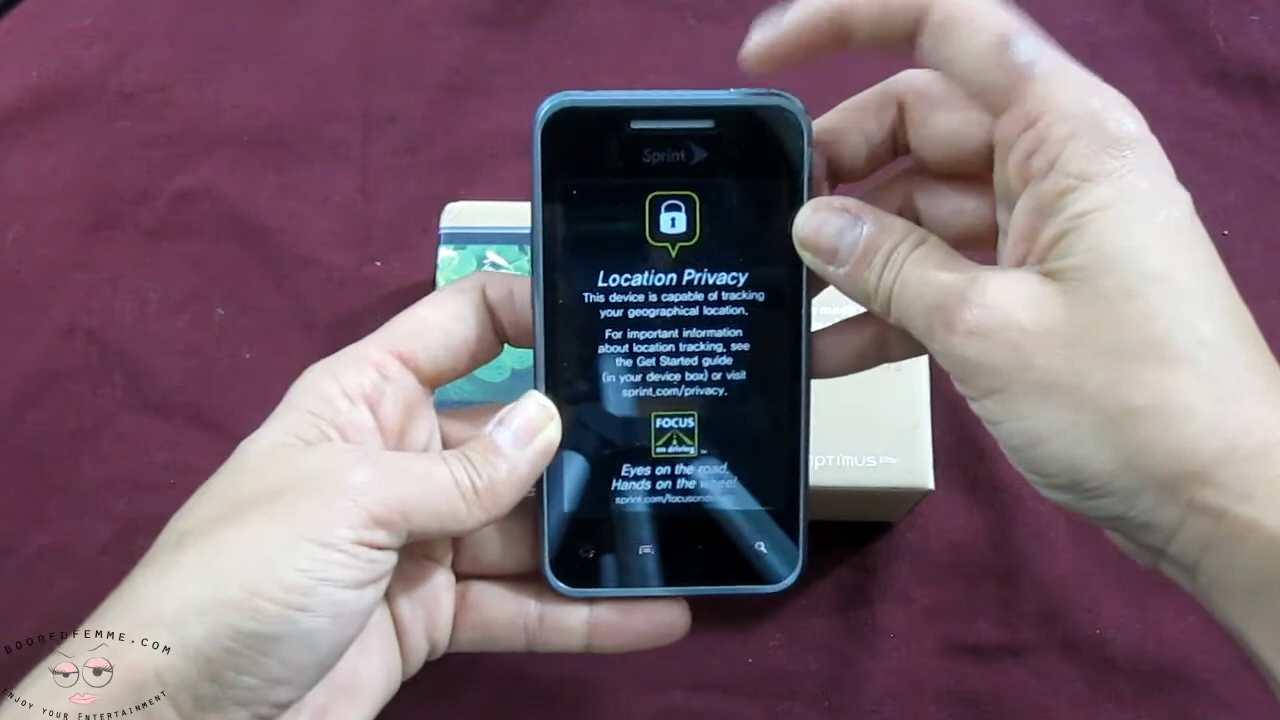 Sprint
Location Privacy
This device is capable of tracking
your geographical location.
For important information
about location tracking, see
the Get Started guide
(in your device box) or visit
sprint.com/privacy.
FOCUS
on driving
Eyes on the road,
Hands on the wheel
OPTIMUS
BOOBEDFEMME.COM
ENJOY YOUR ENTERTAINMENT